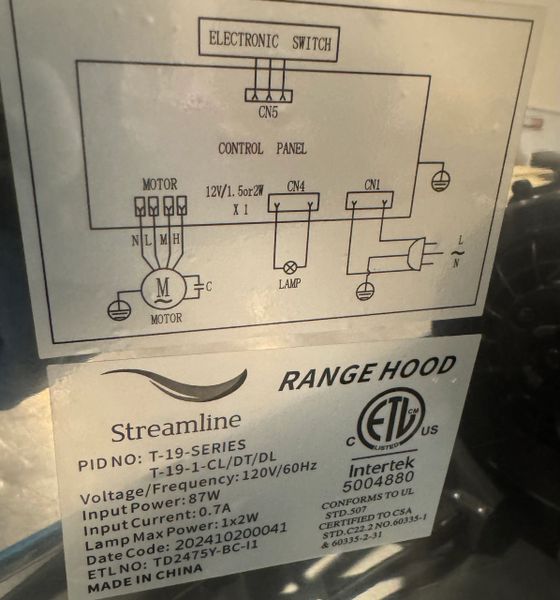 ELECTRONIC SWITCH
CN5
CONTROL PANEL
MOTOR
12V/1.5or2W
X 1
CN4
CN1
N L M H
M
C
MOTOR
LAMP
L
N
RANGE HOOD
Streamline
PID NO: T-19-SERIES
T-19-1-CL/DT/DL
Voltage/Frequency: 120V/60Hz
Input Power: 87W
Input Current: 0.7A
Lamp Max Power: 1x2W
Date Code: 202410200041
ETL NO: TD2475Y-BC-I1
MADE IN CHINA
ETL CM
LISTED
C US
Intertek
5004880
CONFORMS TO UL
STD.507
CERTIFIED TO CSA
STD.C22.2 NO.60335-1
& 60335-2-31